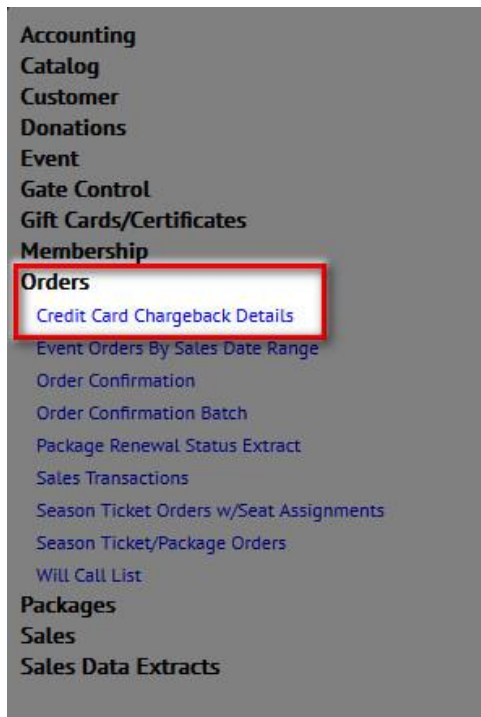 Accounting
Catalog
Customer
Donations
Event
Gate Control
Gift Cards/Certificates
Membership
Orders
Credit Card Chargeback Details
Event Orders By Sales Date Range
Order Confirmation
Order Confirmation Batch
Package Renewal Status Extract
Sales Transactions
Season Ticket Orders w/Seat Assignments
Season Ticket/Package Orders
Will Call List
Packages
Sales
Sales Data Extracts